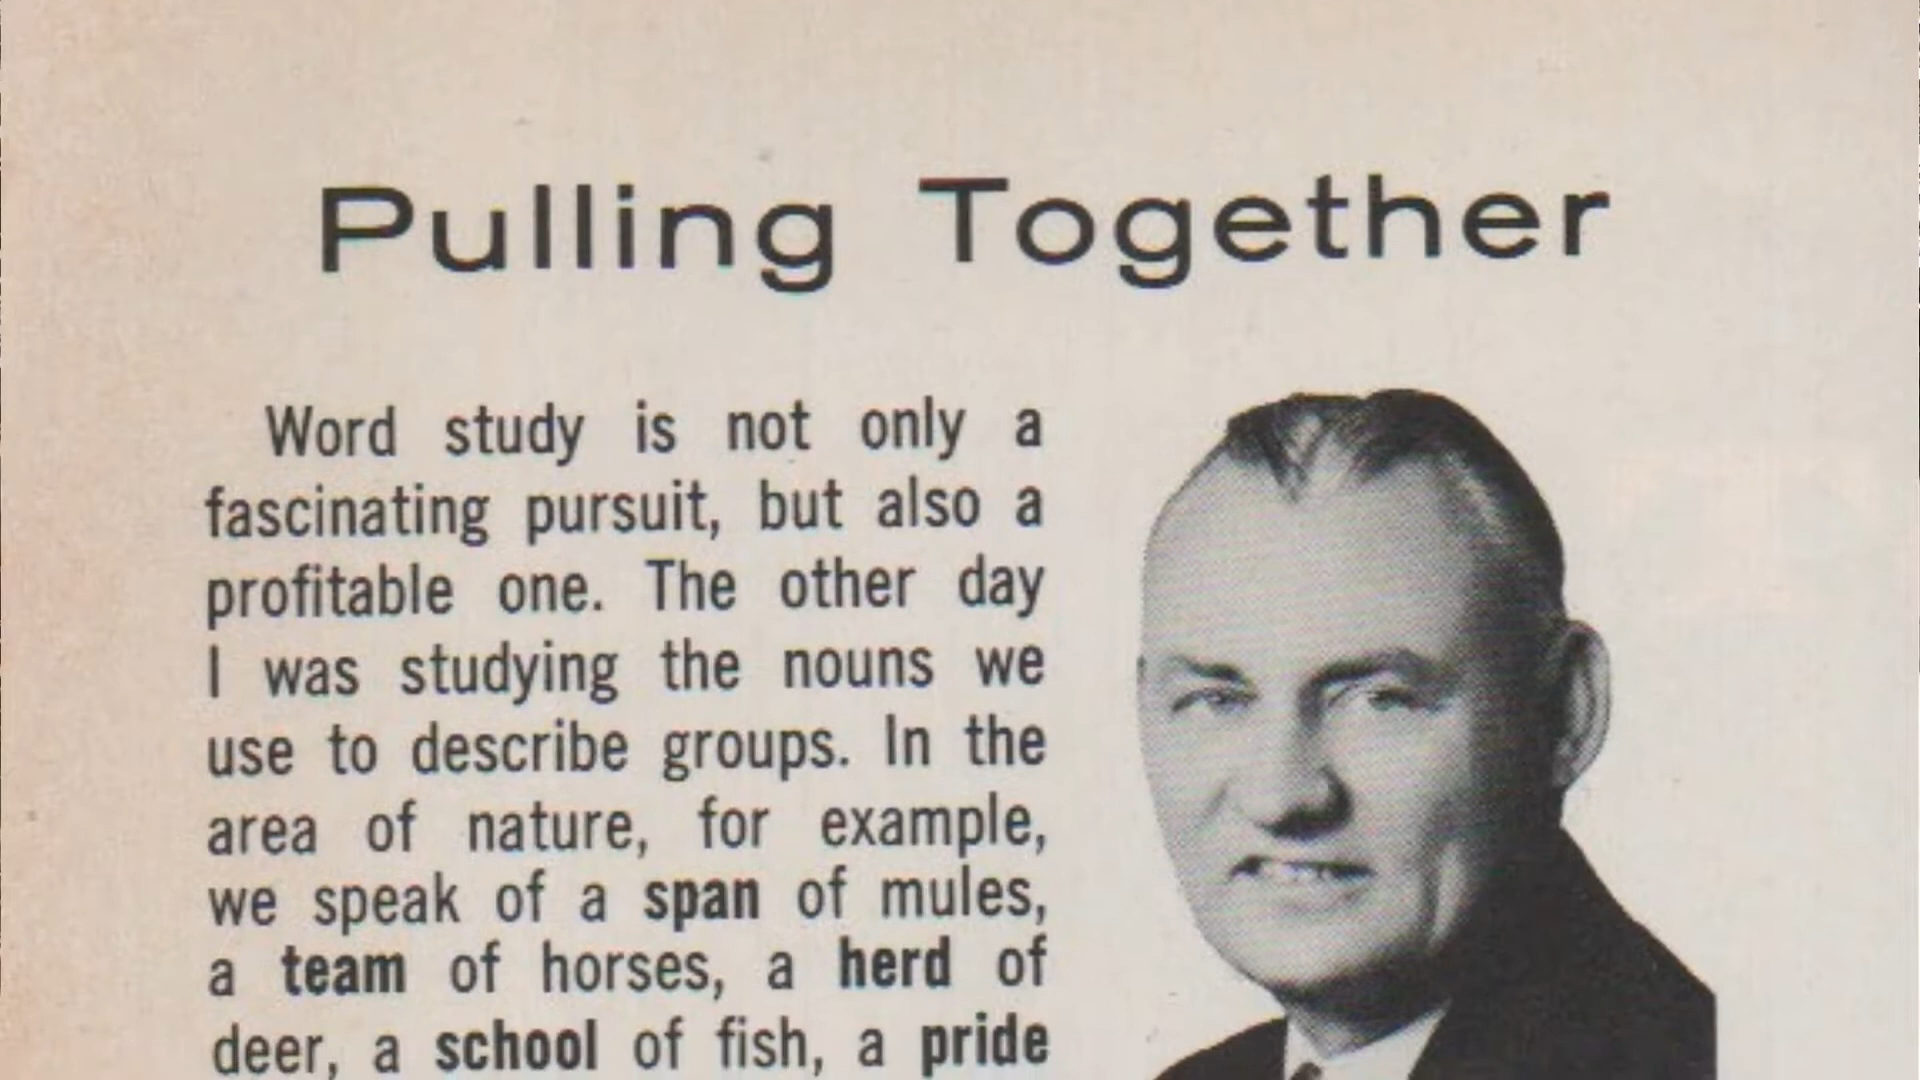 Pulling Together
Word study is not only a
fascinating pursuit, but also a
profitable one. The other day
I was studying the nouns we
use to describe groups. In the
area of nature, for example,
we speak of a span of mules,
a team of horses, a herd of
deer, a school of fish, a pride